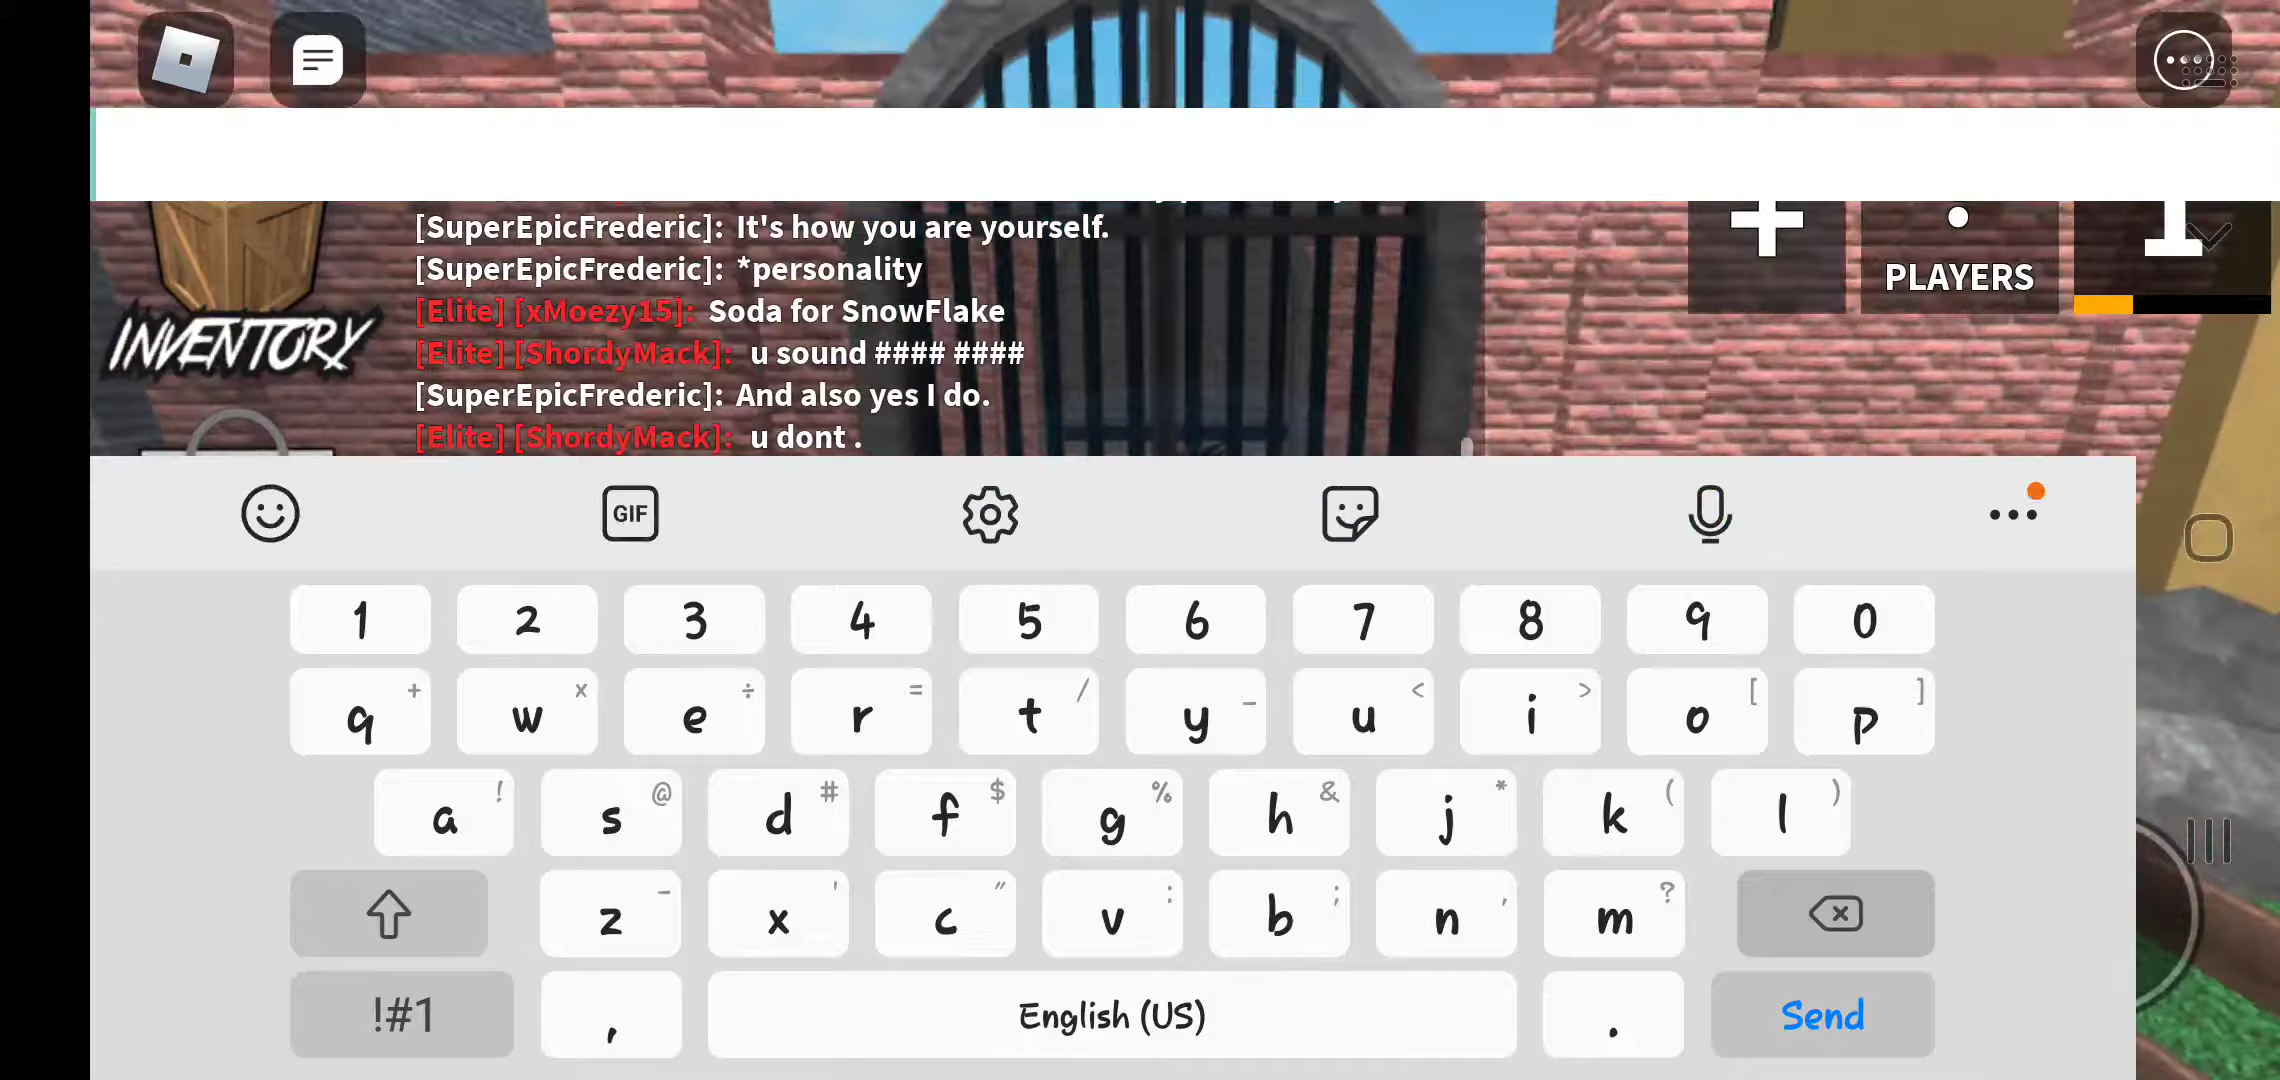 [SuperEpicFrederic]: It's how you are yourself.
[SuperEpicFrederic]: *personality
[Elite] [xMoezy15]: Soda for SnowFlake
[Elite] [ShordyMack]: u sound #### ####
[SuperEpicFrederic]: And also yes I do.
[Elite] [ShordyMack]: u dont .
INVENTORY
+
PLAYERS
1
GIF
1 2 3 4 5 6 7 8 9 0
+ x ÷ = / _ < > [ ]
q w e r t y u i o p
! @ # $ % & * ( )
a s d f g h j k l
- ' " : ; , ?
z x c v b n m
!#1 , English (US) . Send